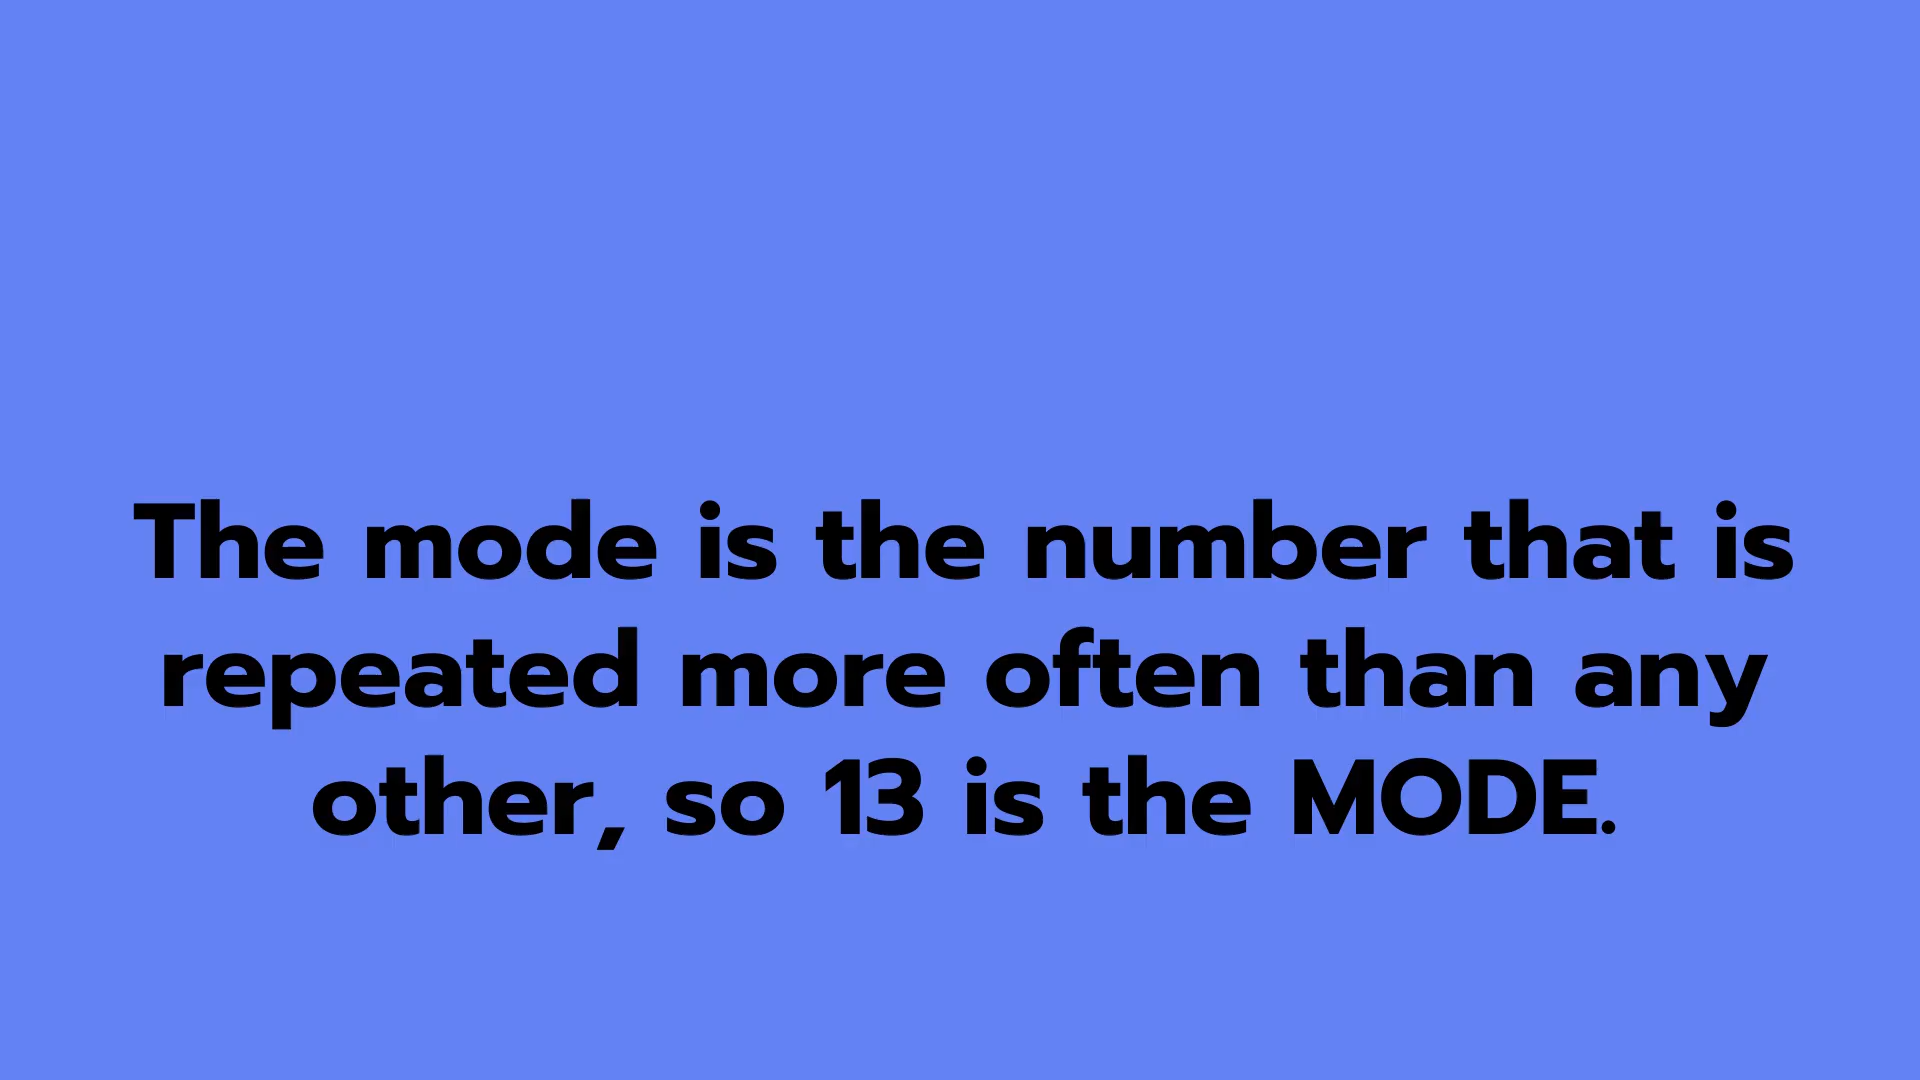 The mode is the number that is
repeated more often than any
other, so 13 is the MODE.